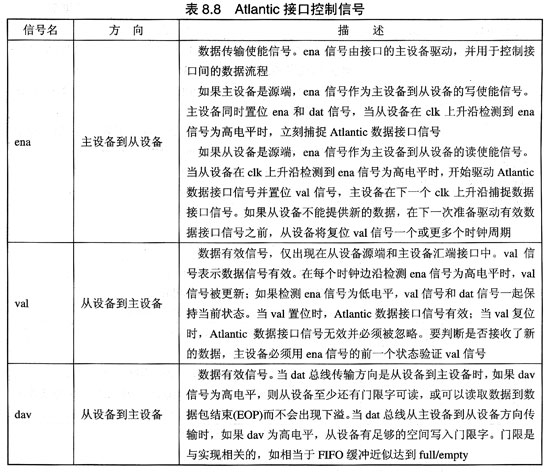 表 8.8 Atlantic 接口控制信号
信号名 方 向 描 述
数据传输使能信号。ena 信号由接口的主设备驱动，并用于控制接
口间的数据流程
如果主设备是源端，ena 信号作为主设备到从设备的写使能信号。
主设备同时置位 ena 和 dat 信号，当从设备在 clk 上升沿检测到 ena
信号为高电平时，立刻捕捉 Atlantic 数据接口信号
ena 主设备到从设备
如果从设备是源端，ena 信号作为主设备到从设备的读使能信号。
当从设备在 clk 上升沿检测到 ena 信号为高电平时，开始驱动 Atlantic
数据接口信号并置位 val 信号，主设备在下一个 clk 上升沿捕捉数据
接口信号。如果从设备不能提供新的数据，在下一次准备驱动有效数
据接口信号之前，从设备将复位 val 信号一个或更多个时钟周期
数据有效信号，仅出现在从设备源端和主设备汇端接口中。val 信
号表示数据信号有效。在每个时钟边沿检测 ena 信号为高电平时，val
信号被更新；如果检测 ena 信号为低电平，val 信号和 dat 信号一起保
val 从设备到主设备
持当前状态。当 val 置位时，Atlantic 数据接口信号有效；当 val 复位
时，Atlantic 数据接口信号无效并必须被忽略。要判断是否接收了新
的数据，主设备必须用 ena 信号的前一个状态验证 val 信号
数据有效信号。当 dat 总线传输方向是从设备到主设备时，如果 dav
信号为高电平，则从设备至少还有门限字可读，或可以读取数据到数
据包结束(EOP)而不会出现下溢。当 dat 总线从主设备到从设备方向传
dav 从设备到主设备
输时，如果 dav 为高电平，从设备有足够的空间写入门限字。门限是
与实现相关的，如相当于 FIFO 缓冲近似达到 full/empty